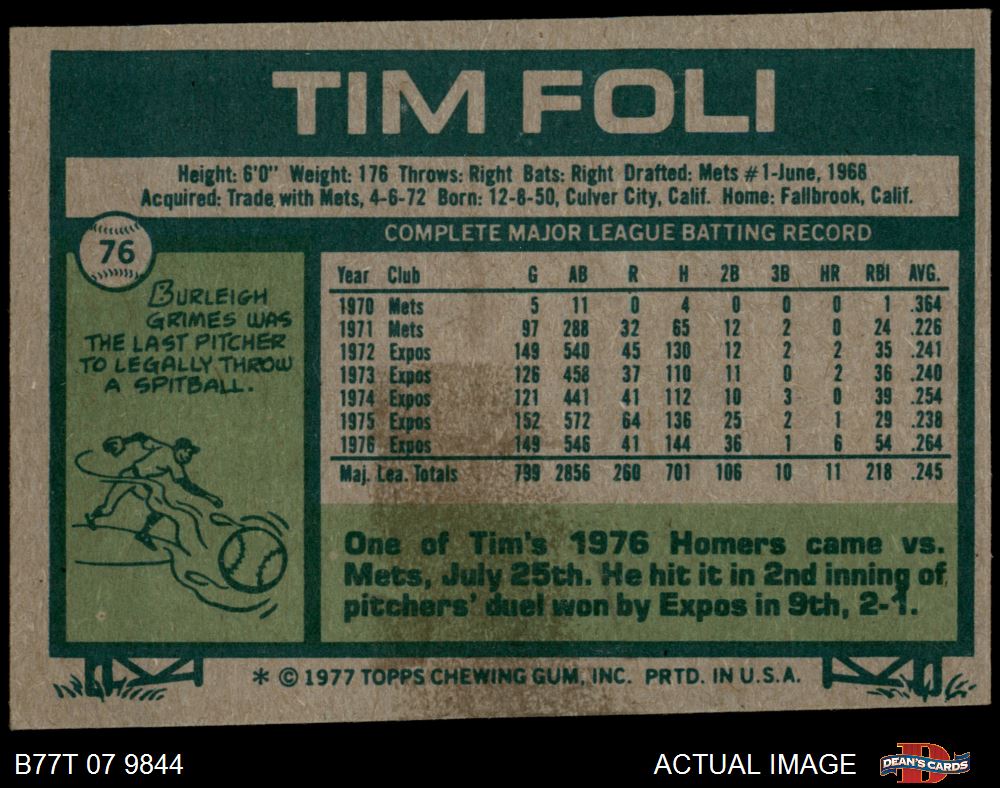 TIM FOLI
Height: 6'0" Weight: 176 Throws: Right Bats: Right Drafted: Mets #1-June, 1968
Acquired: Trade with Mets, 4-6-72 Born: 12-8-50, Culver City, Calif. Home: Fallbrook, Calif.
76
BURLEIGH
GRIMES WAS
THE LAST PITCHER
TO LEGALLY THROW
A SPITBALL.
COMPLETE MAJOR LEAGUE BATTING RECORD
Year Club G AB R H 2B 3B HR RBI AVG.
1970 Mets 5 11 0 4 0 0 0 1 .364
1971 Mets 97 288 32 65 12 2 0 24 .226
1972 Expos 149 540 45 130 12 2 2 35 .241
1973 Expos 126 458 37 110 11 0 2 36 .240
1974 Expos 121 441 41 112 10 3 0 39 .254
1975 Expos 152 572 64 136 25 2 1 29 .238
1976 Expos 149 546 41 144 36 1 6 54 .264
Maj. Lea. Totals 799 2856 260 701 106 10 11 218 .245
One of Tim's 1976 Homers came vs.
Mets, July 25th. He hit it in 2nd inning of
pitchers' duel won by Expos in 9th, 2-1.
* © 1977 TOPPS CHEWING GUM, INC. PRTD. IN U.S.A.
B77T 07 9844 ACTUAL IMAGE DEAN'S CARDS